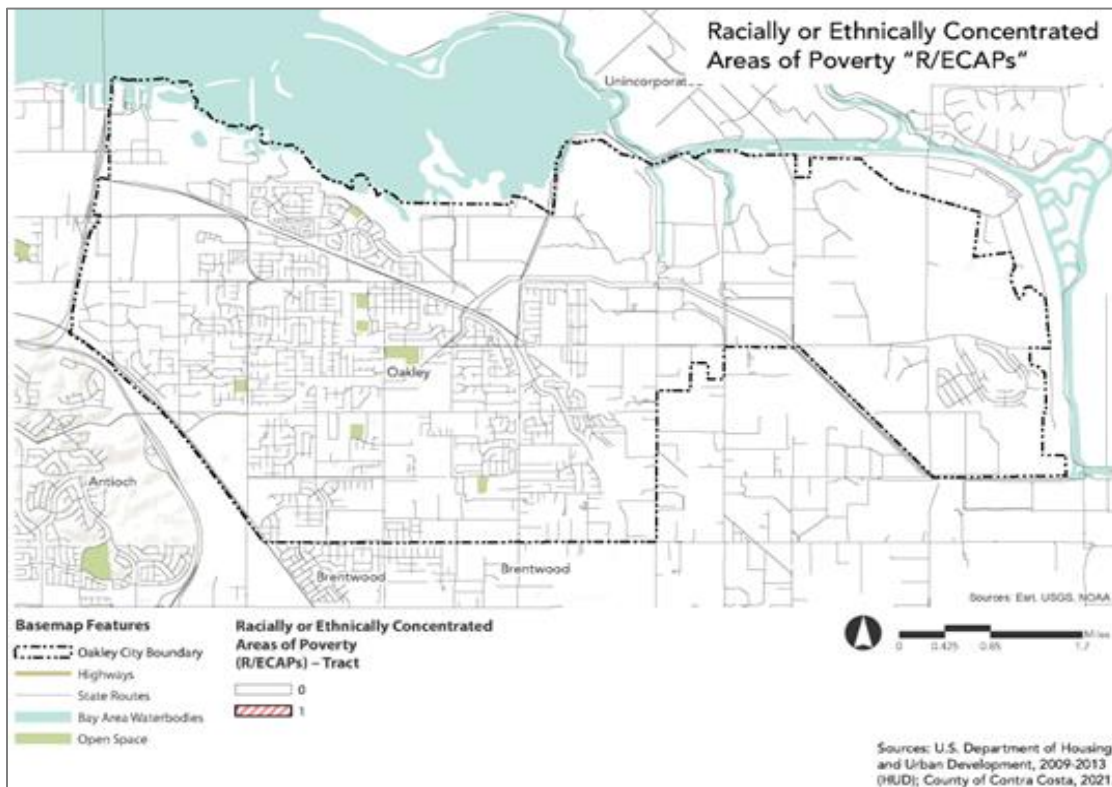 Racially or Ethnically Concentrated
Areas of Poverty "R/ECAPs"
Unincorporat
Oakley
Antioch
Brentwood
Brentwood
Sources: Esri, USGS, NOAA
Basemap Features
Oakley City Boundary
Highways
State Routes
Bay Area Waterbodies
Open Space
Racially or Ethnically Concentrated
Areas of Poverty
(R/ECAPs) – Tract
0
1
Miles
0 0.425 0.85 1.7
Sources: U.S. Department of Housing
and Urban Development, 2009-2013
(HUD); County of Contra Costa, 2021